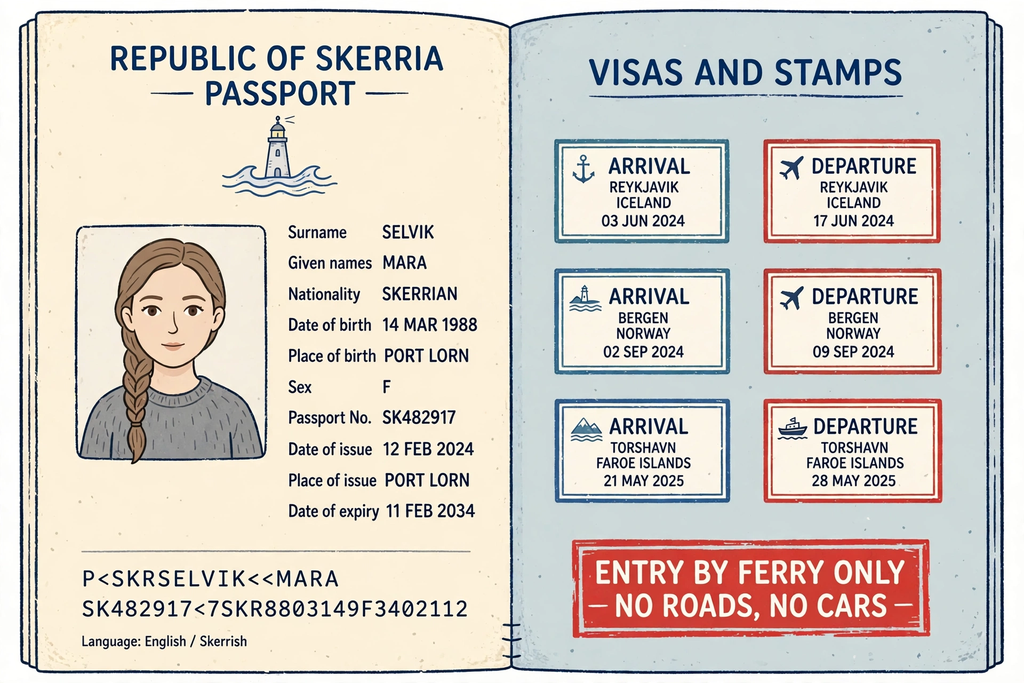 REPUBLIC OF SKERRIA
PASSPORT
Surname SELVIK
Given names MARA
Nationality SKERRIAN
Date of birth 14 MAR 1988
Place of birth PORT LORN
Sex F
Passport No. SK482917
Date of issue 12 FEB 2024
Place of issue PORT LORN
Date of expiry 11 FEB 2034
P<SKRSELVIK<<MARA
SK482917<7SKR8803149F3402112
Language: English / Skerrish
VISAS AND STAMPS
ARRIVAL
REYKJAVIK
ICELAND
03 JUN 2024
DEPARTURE
REYKJAVIK
ICELAND
17 JUN 2024
ARRIVAL
BERGEN
NORWAY
02 SEP 2024
DEPARTURE
BERGEN
NORWAY
09 SEP 2024
ARRIVAL
TORSHAVN
FAROE ISLANDS
21 MAY 2025
DEPARTURE
TORSHAVN
FAROE ISLANDS
28 MAY 2025
ENTRY BY FERRY ONLY
– NO ROADS, NO CARS –